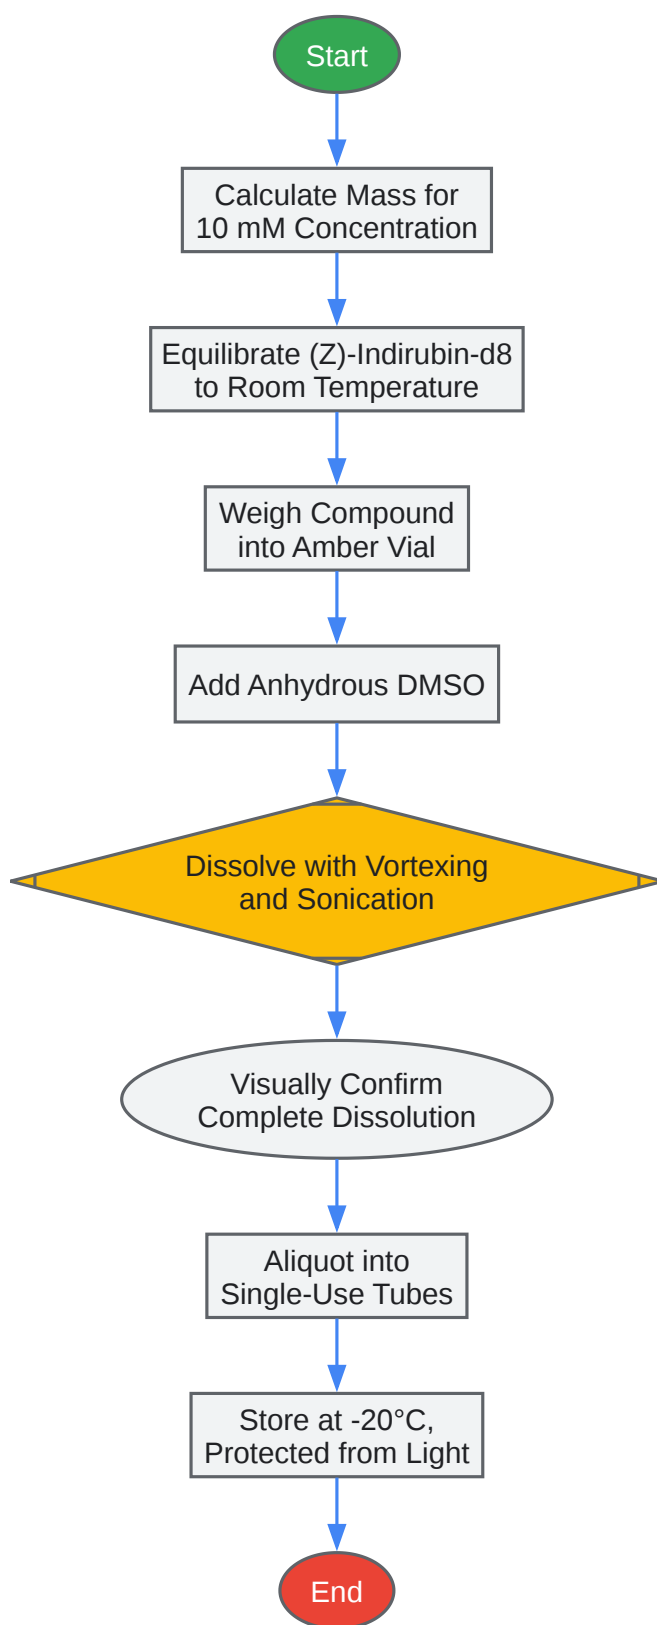 Start
Calculate Mass for
10 mM Concentration
Equilibrate (Z)-Indirubin-d8
to Room Temperature
Weigh Compound
into Amber Vial
Add Anhydrous DMSO
Dissolve with Vortexing
and Sonication
Visually Confirm
Complete Dissolution
Aliquot into
Single-Use Tubes
Store at -20°C,
Protected from Light
End